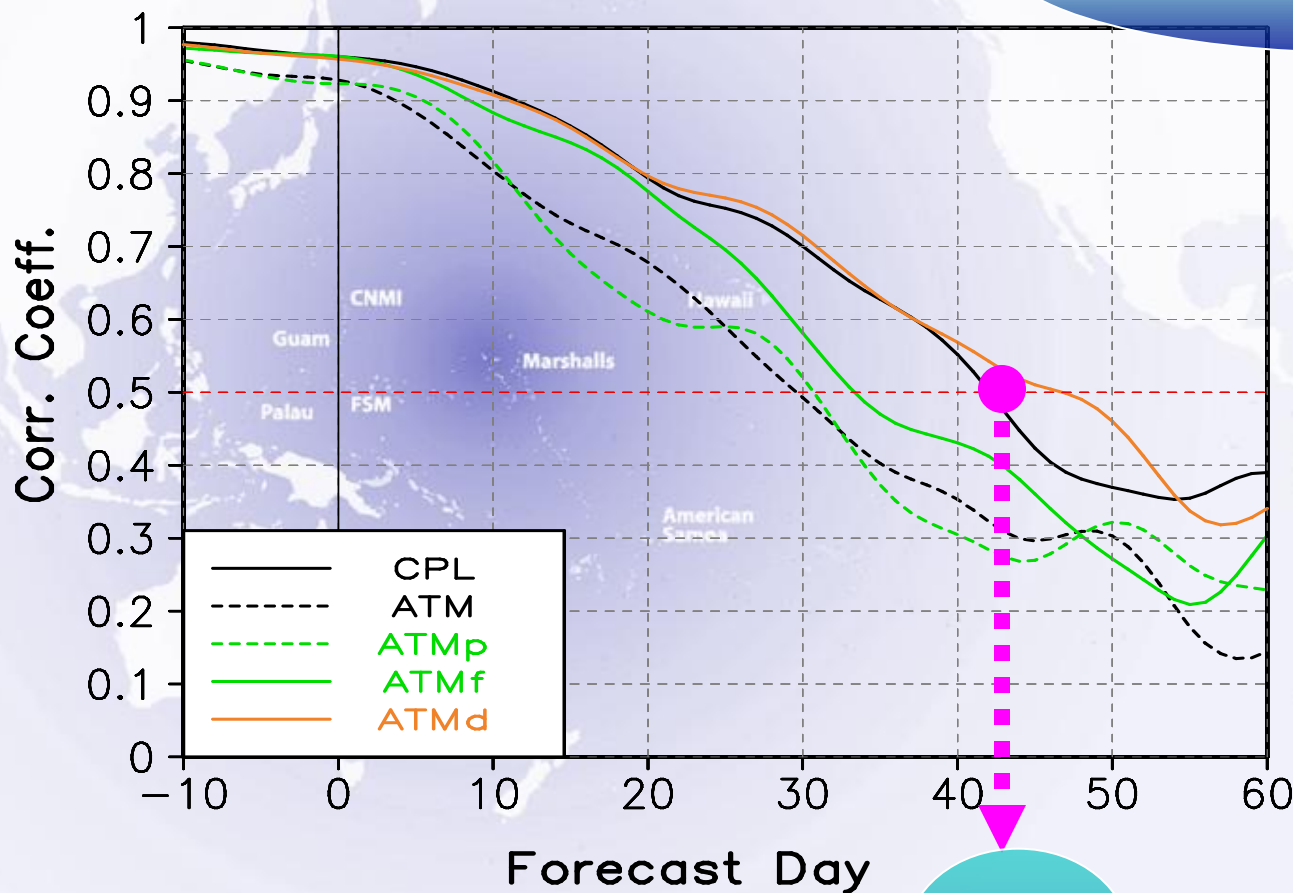 1
0.9
0.8
0.7
0.6
0.5
0.4
0.3
0.2
0.1
0
Corr. Coeff.
CNMI
Hawaii
Guam
Marshalls
Palau
FSM
American
Samoa
CPL
ATM
ATMp
ATMf
ATMd
−10 0 10 20 30 40 50 60
Forecast Day